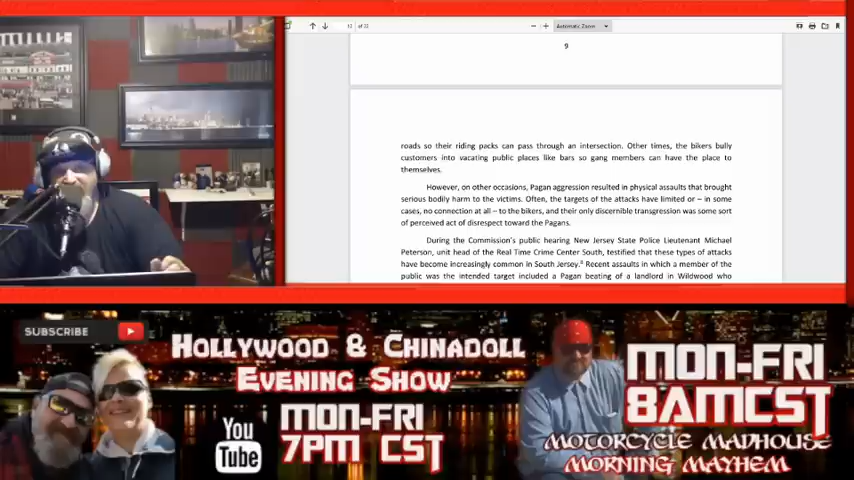 12 of 32
Automatic Zoom
9
roads so their riding packs can pass through an intersection. Other times, the bikers bully
customers into vacating public places like bars so gang members can have the place to
themselves.
However, on other occasions, Pagan aggression resulted in physical assaults that brought
serious bodily harm to the victims. Often, the targets of the attacks have limited or – in some
cases, no connection at all – to the bikers, and their only discernible transgression was some sort
of perceived act of disrespect toward the Pagans.
During the Commission's public hearing New Jersey State Police Lieutenant Michael
Peterson, unit head of the Real Time Crime Center South, testified that these types of attacks
have become increasingly common in South Jersey.⁸ Recent assaults in which a member of the
public was the intended target included a Pagan beating of a landlord in Wildwood who
SUBSCRIBE
HOLLYWOOD & CHINADOLL
EVENING SHOW
You
Tube
MON-FRI
7PM CST
MON-FRI
8AMCST
MOTORCYCLE MADHOUSE
MORNING MAYHEM